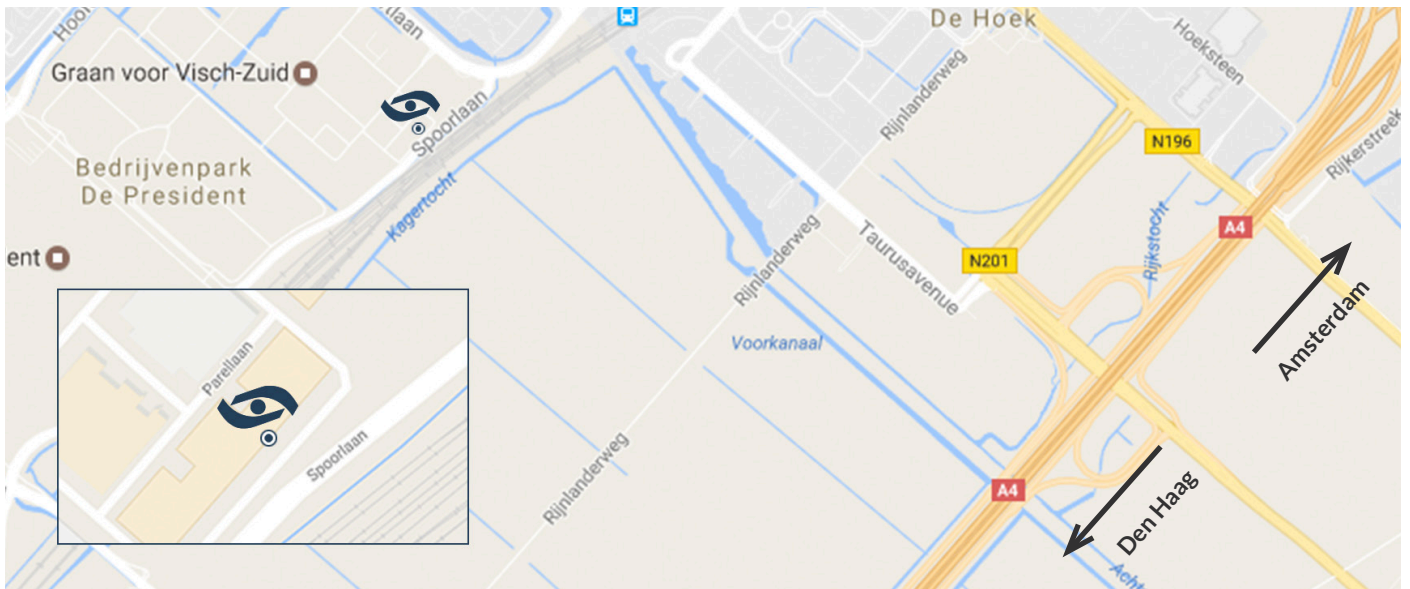 De Hoek
Hoeksteen
Graan voor Visch-Zuid
Spoorlaan
Rijnlanderweg
N196
Rijkerstreek
Bedrijvenpark
De President
Kagertocht
Rijnlanderweg
Taurusavenue
Rijkstocht
A4
ent
N201
Amsterdam
Voorkanaal
Parellaan
Spoorlaan
Rijnlanderweg
A4
Den Haag
Acht